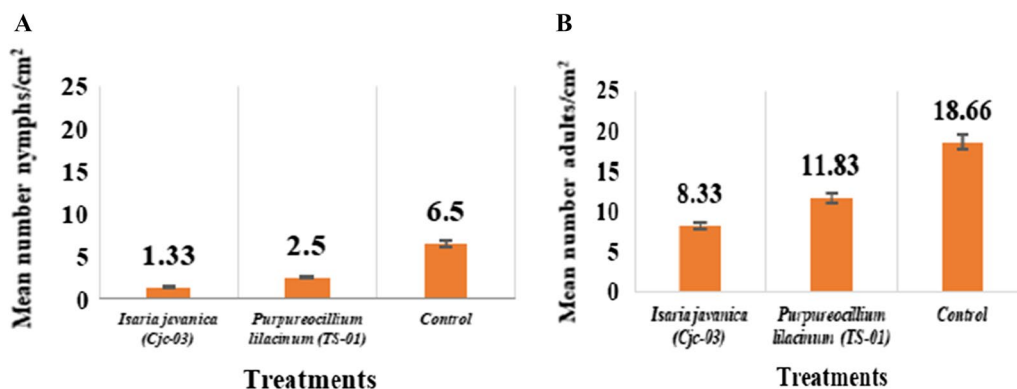 A
Mean number nymphs/cm²
25
20
15
10
5
0
1.33
2.5
6.5
Isaria javanica
(Cjc-03)
Purpureocillium
lilacinum (TS-01)
Control
Treatments
B
Mean number adults/cm²
25
20
15
10
5
0
8.33
11.83
18.66
Isaria javanica
(Cjc-03)
Purpureocillium
lilacinum (TS-01)
Control
Treatments